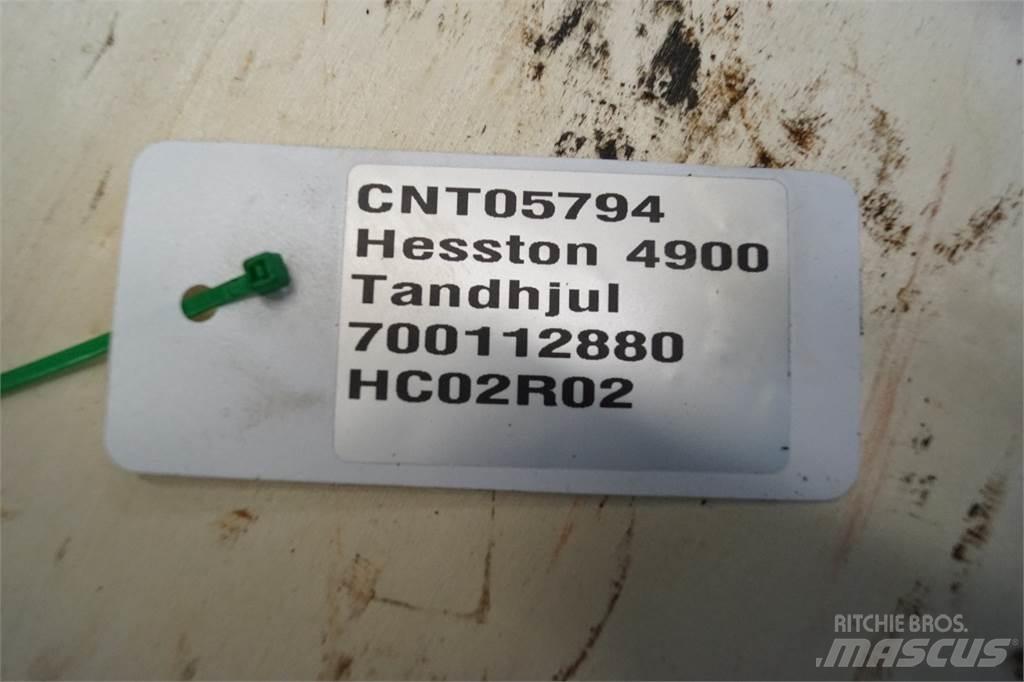 CNT05794
Hesston 4900
Tandhjul
700112880
HC02R02
RITCHIE BROS.
MASCUS